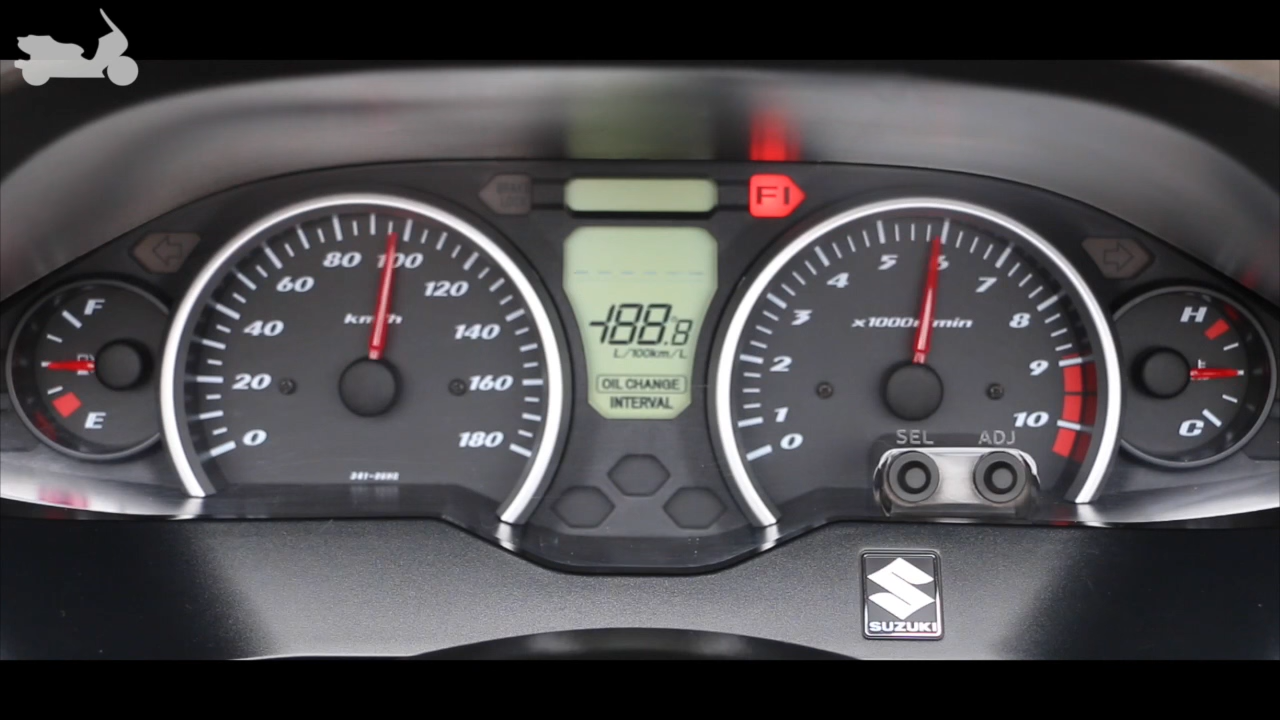 FI
F
E
0
20
40
60
80
100
120
140
160
180
km/h
-188.8
L/100km/L
OIL CHANGE
INTERVAL
0
1
2
3
4
5
6
7
8
9
10
x1000r/min
H
C
SEL ADJ
SUZUKI